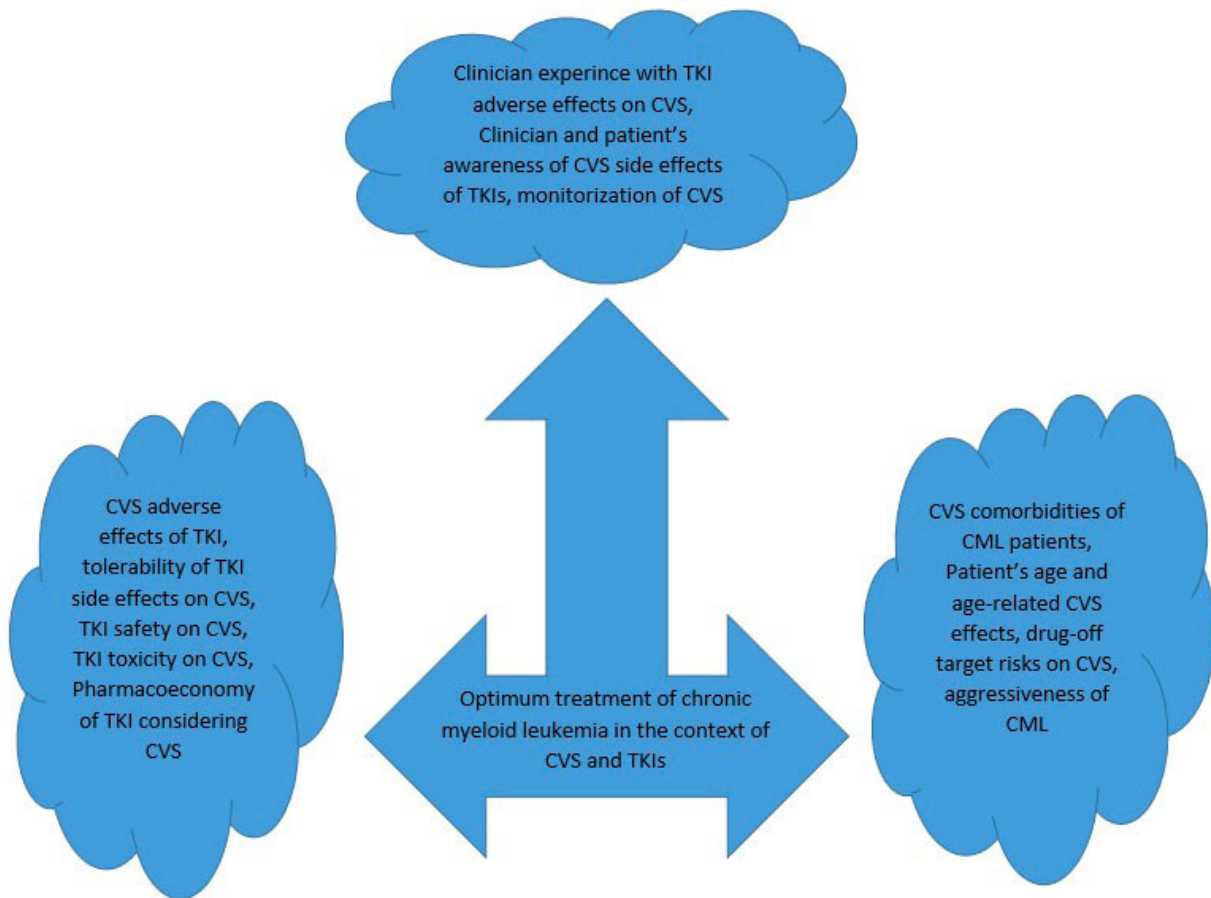 Clinician experince with TKI
adverse effects on CVS,
Clinician and patient’s
awareness of CVS side effects
of TKIs, monitorization of CVS
CVS adverse
effects of TKI,
tolerability of TKI
side effects on CVS,
TKI safety on CVS,
TKI toxicity on CVS,
Pharmacoeconomy
of TKI considering
CVS
Optimum treatment of chronic
myeloid leukemia in the context of
CVS and TKIs
CVS comorbidities of
CML patients,
Patient’s age and
age-related CVS
effects, drug-off
target risks on CVS,
aggressiveness of
CML